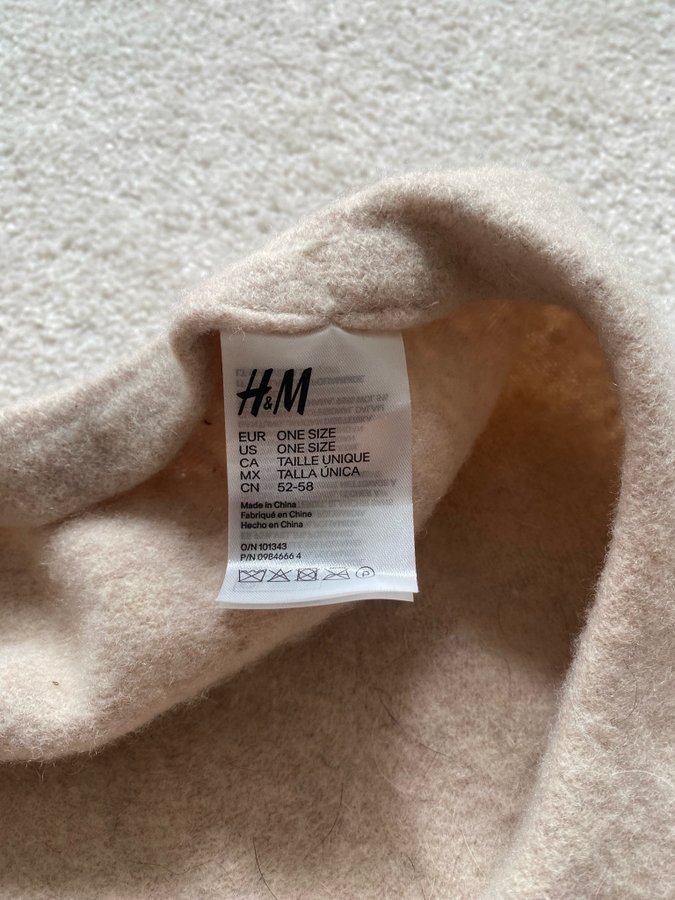 H&M
EUR ONE SIZE
US ONE SIZE
CA TAILLE UNIQUE
MX TALLA ÚNICA
CN 52-58
Made in China
Fabriqué en Chine
Hecho en China
O/N 101343
P/N 0984666 4
P